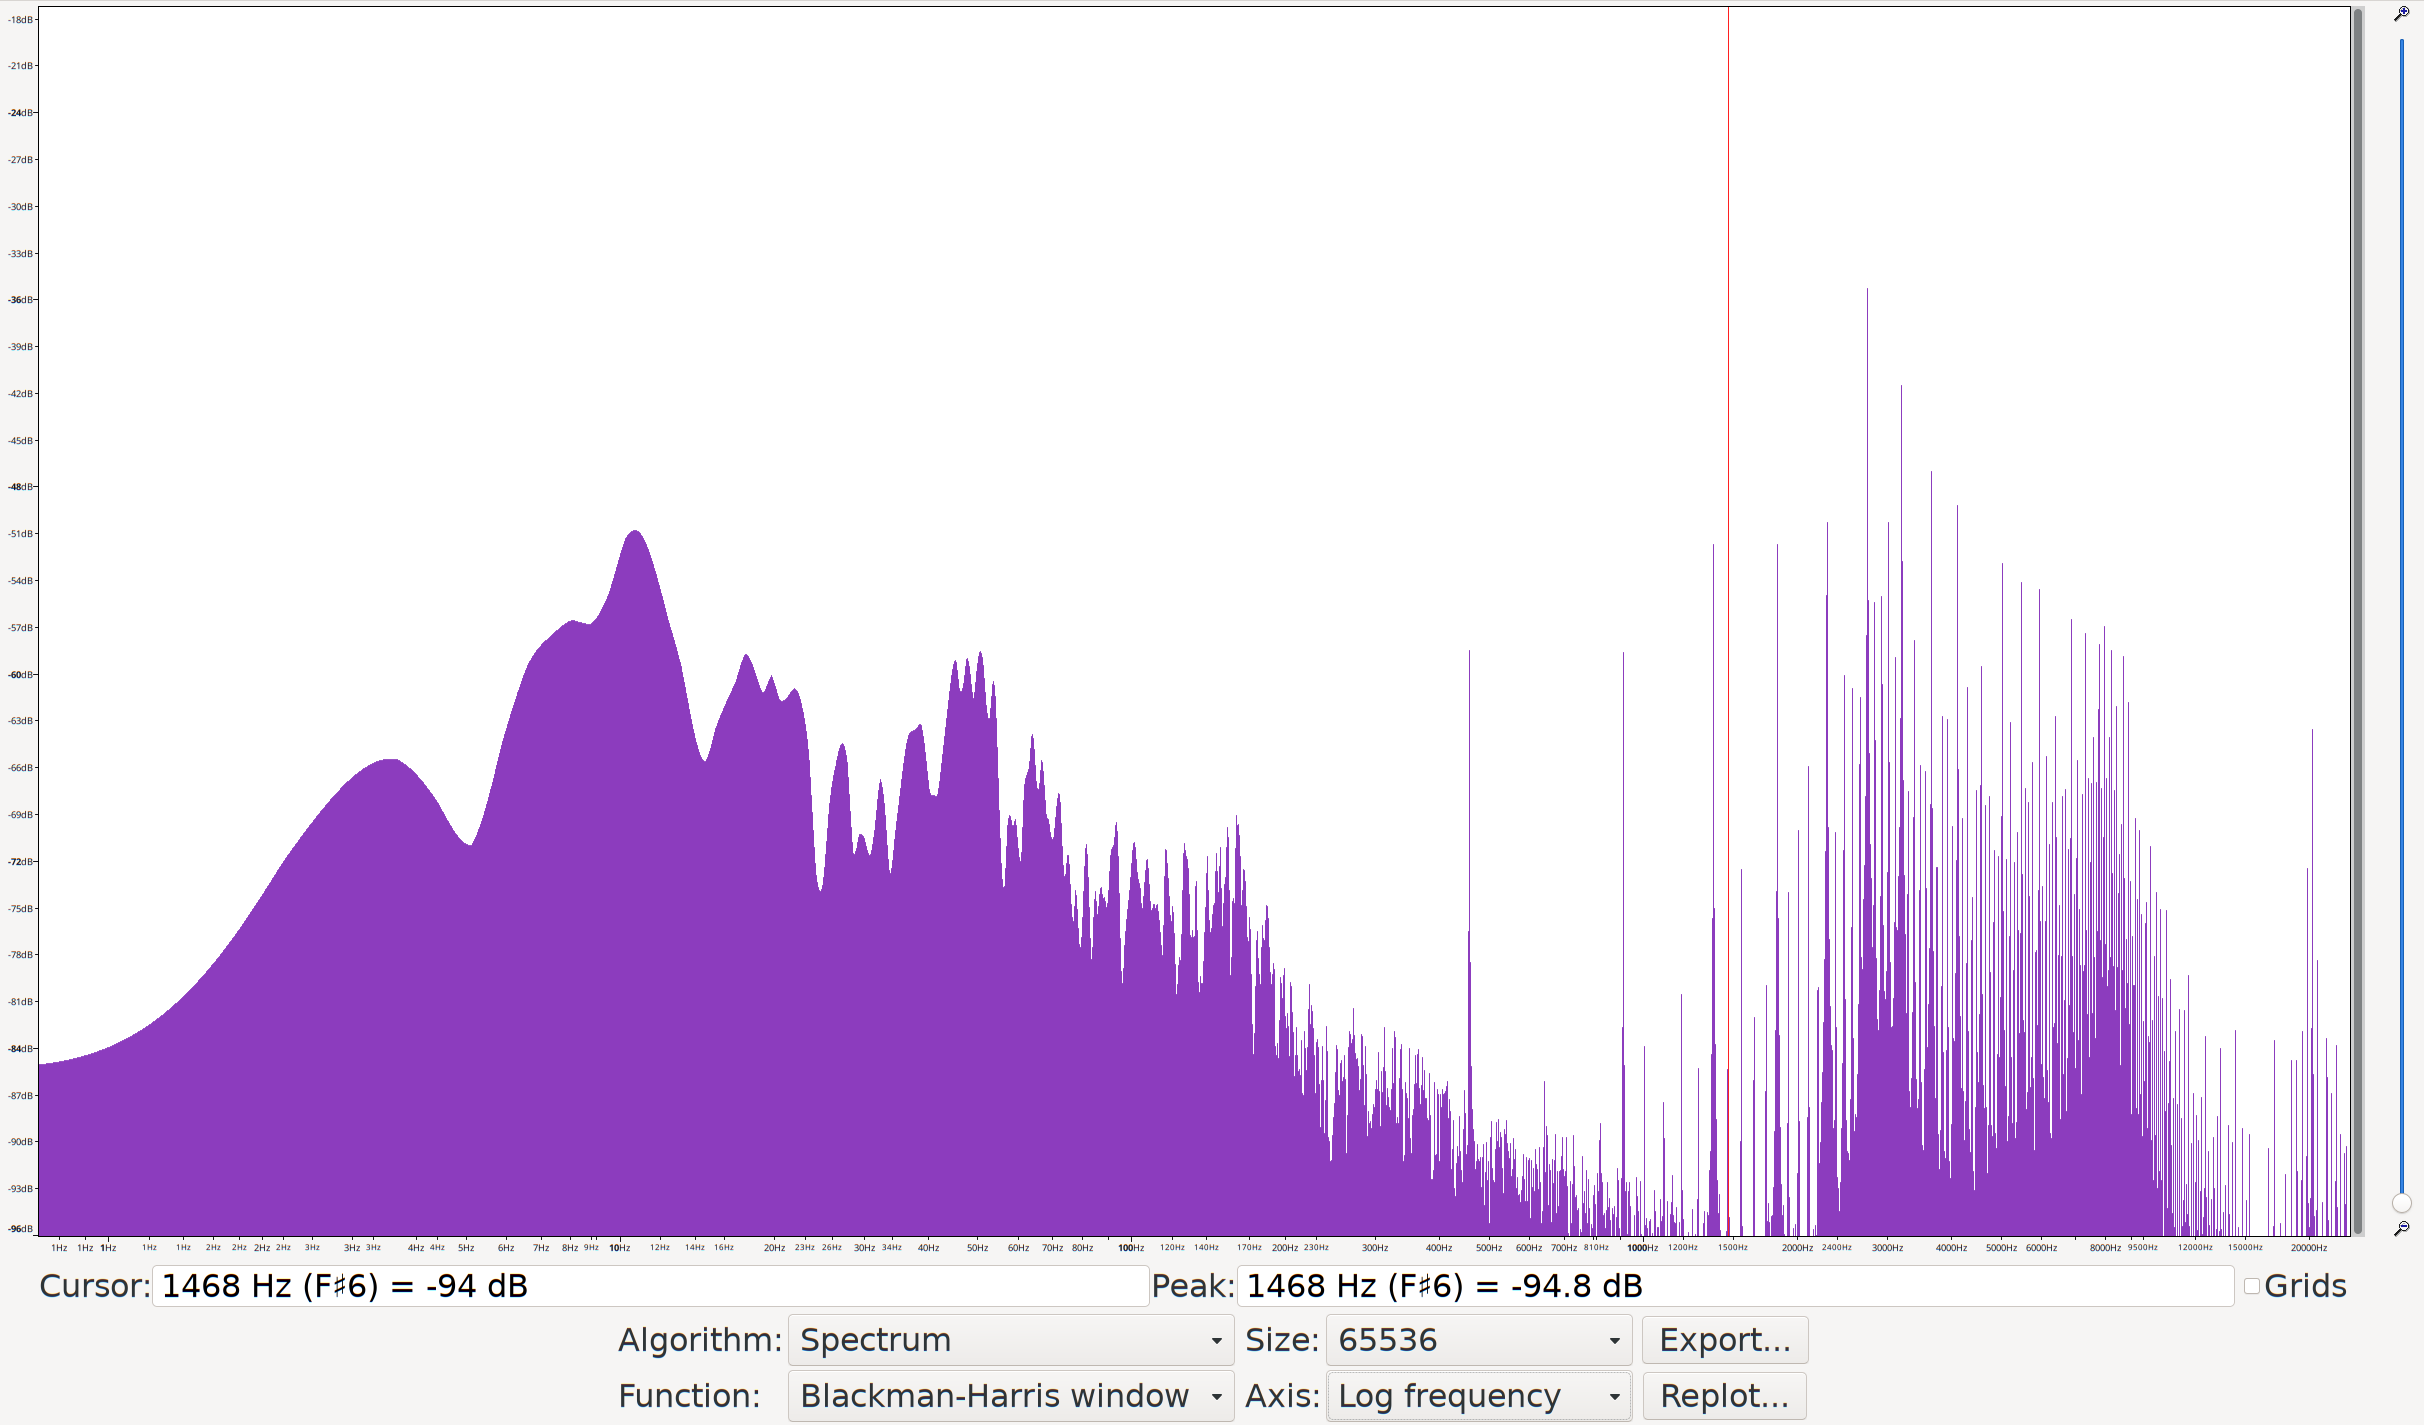 -18dB
-21dB
-24dB
-27dB
-30dB
-33dB
-36dB
-39dB
-42dB
-45dB
-48dB
-51dB
-54dB
-57dB
-60dB
-63dB
-66dB
-69dB
-72dB
-75dB
-78dB
-81dB
-84dB
-87dB
-90dB
-93dB
-96dB
1Hz 1Hz 1Hz 1Hz 1Hz 2Hz 2Hz 2Hz 2Hz 3Hz 3Hz 3Hz 4Hz 4Hz 5Hz 6Hz 7Hz 8Hz 9Hz 10Hz 12Hz 14Hz 16Hz 20Hz 23Hz 26Hz 30Hz 34Hz 40Hz 50Hz 60Hz 70Hz 80Hz 100Hz 120Hz 140Hz 170Hz 200Hz 230Hz 300Hz 400Hz 500Hz 600Hz 700Hz 810Hz 1000Hz 1200Hz 1500Hz 2000Hz 2400Hz 3000Hz 4000Hz 5000Hz 6000Hz 8000Hz 9500Hz 12000Hz 15000Hz 20000Hz
Cursor: 1468 Hz (F♯6) = -94 dB Peak: 1468 Hz (F♯6) = -94.8 dB Grids
Algorithm: Spectrum Size: 65536 Export...
Function: Blackman-Harris window Axis: Log frequency Replot...